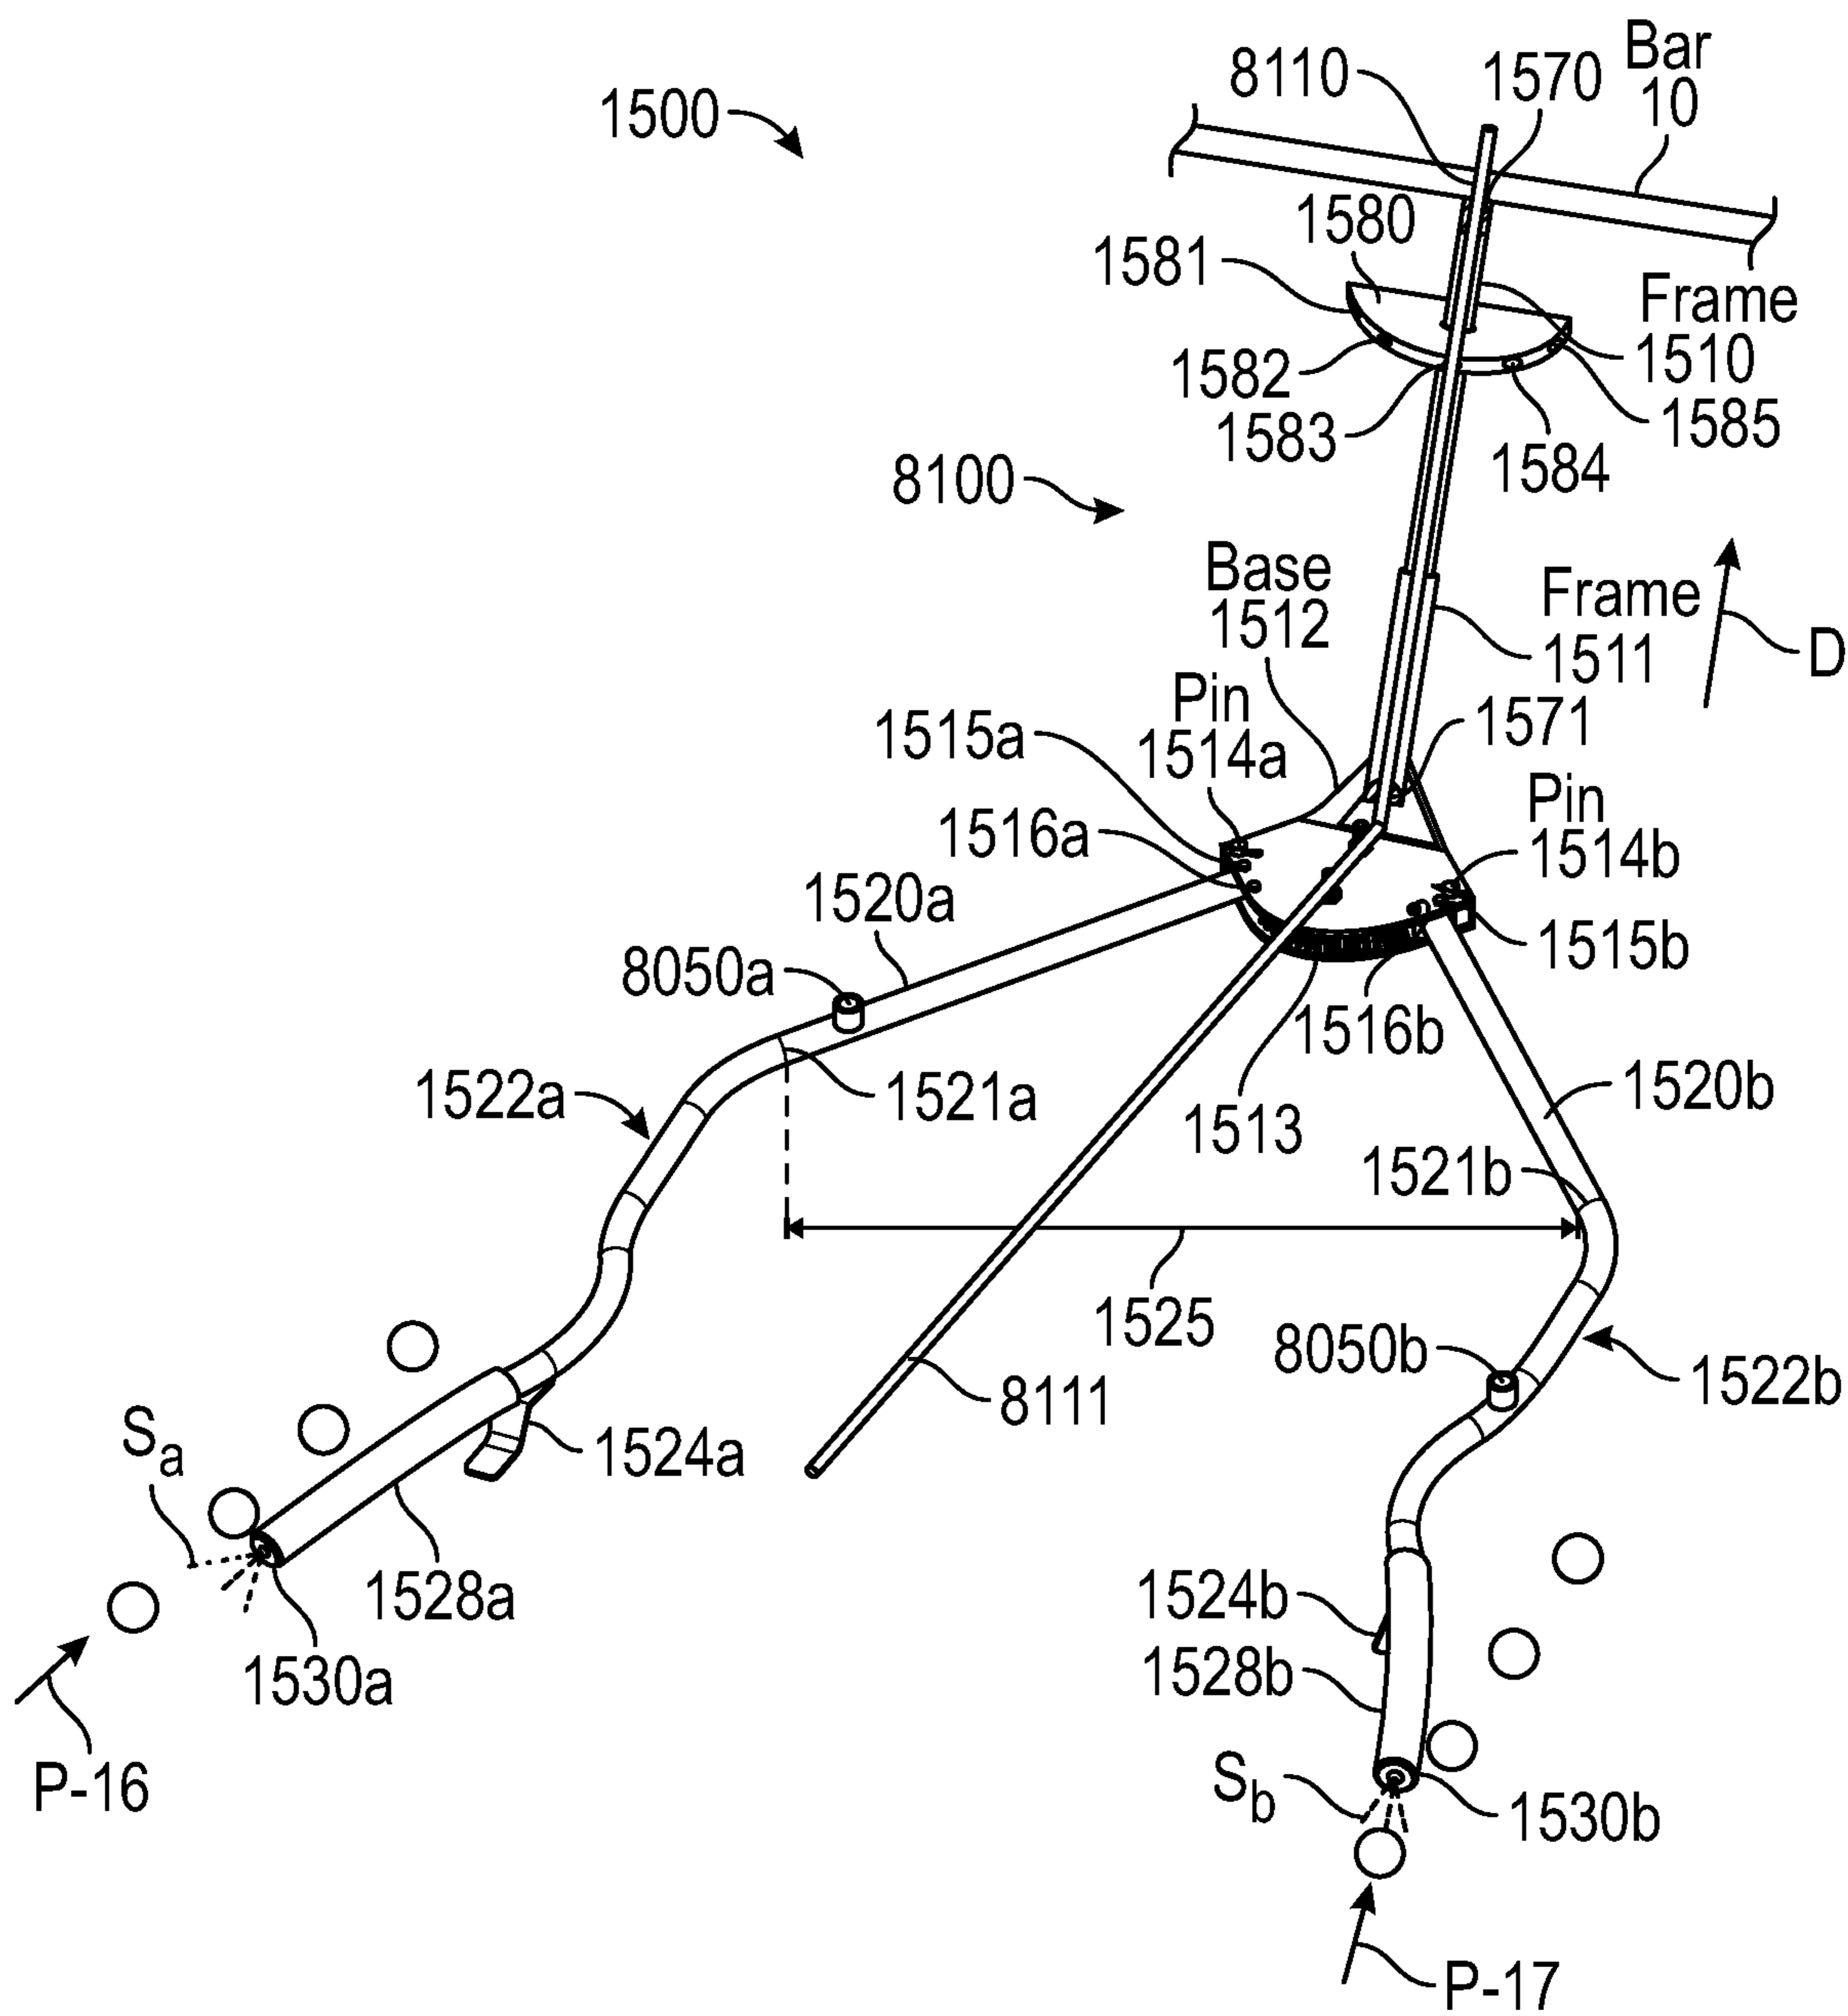 1500
8110
1570
Bar
10
1580
1581
Frame
1510
1582
1583
1585
1584
8100
Base
1512
Frame
1511
D
Pin
1514a
1515a
1571
1516a
Pin
1514b
1520a
1515b
8050a
1516b
1522a
1521a
1513
1520b
1521b
1525
8050b
1522b
8111
1524a
Sa
1528a
1530a
P-16
1524b
1528b
Sb
1530b
P-17